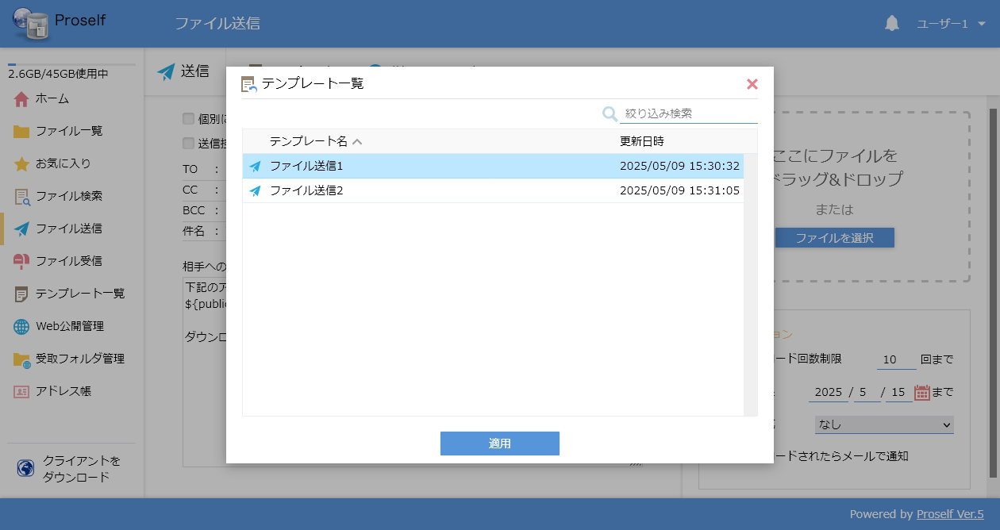 Proself
ファイル送信
ユーザー1
2.6GB/45GB使用中
ホーム
ファイル一覧
お気に入り
ファイル検索
ファイル送信
ファイル受信
テンプレート一覧
Web公開管理
受取フォルダ管理
アドレス帳
クライアントを
ダウンロード
送信
個別に
送信
TO :
CC :
BCC :
件名 :
相手への
下記のア
${public
ダウンロ
テンプレート一覧
絞り込み検索
テンプレート名 更新日時
ファイル送信1 2025/05/09 15:30:32
ファイル送信2 2025/05/09 15:31:05
適用
ここにファイルを
ドラッグ&ドロップ
または
ファイルを選択
ョン
ード回数制限 10 回まで
2025 / 5 / 15 まで
なし
ードされたらメールで通知
Powered by Proself Ver.5